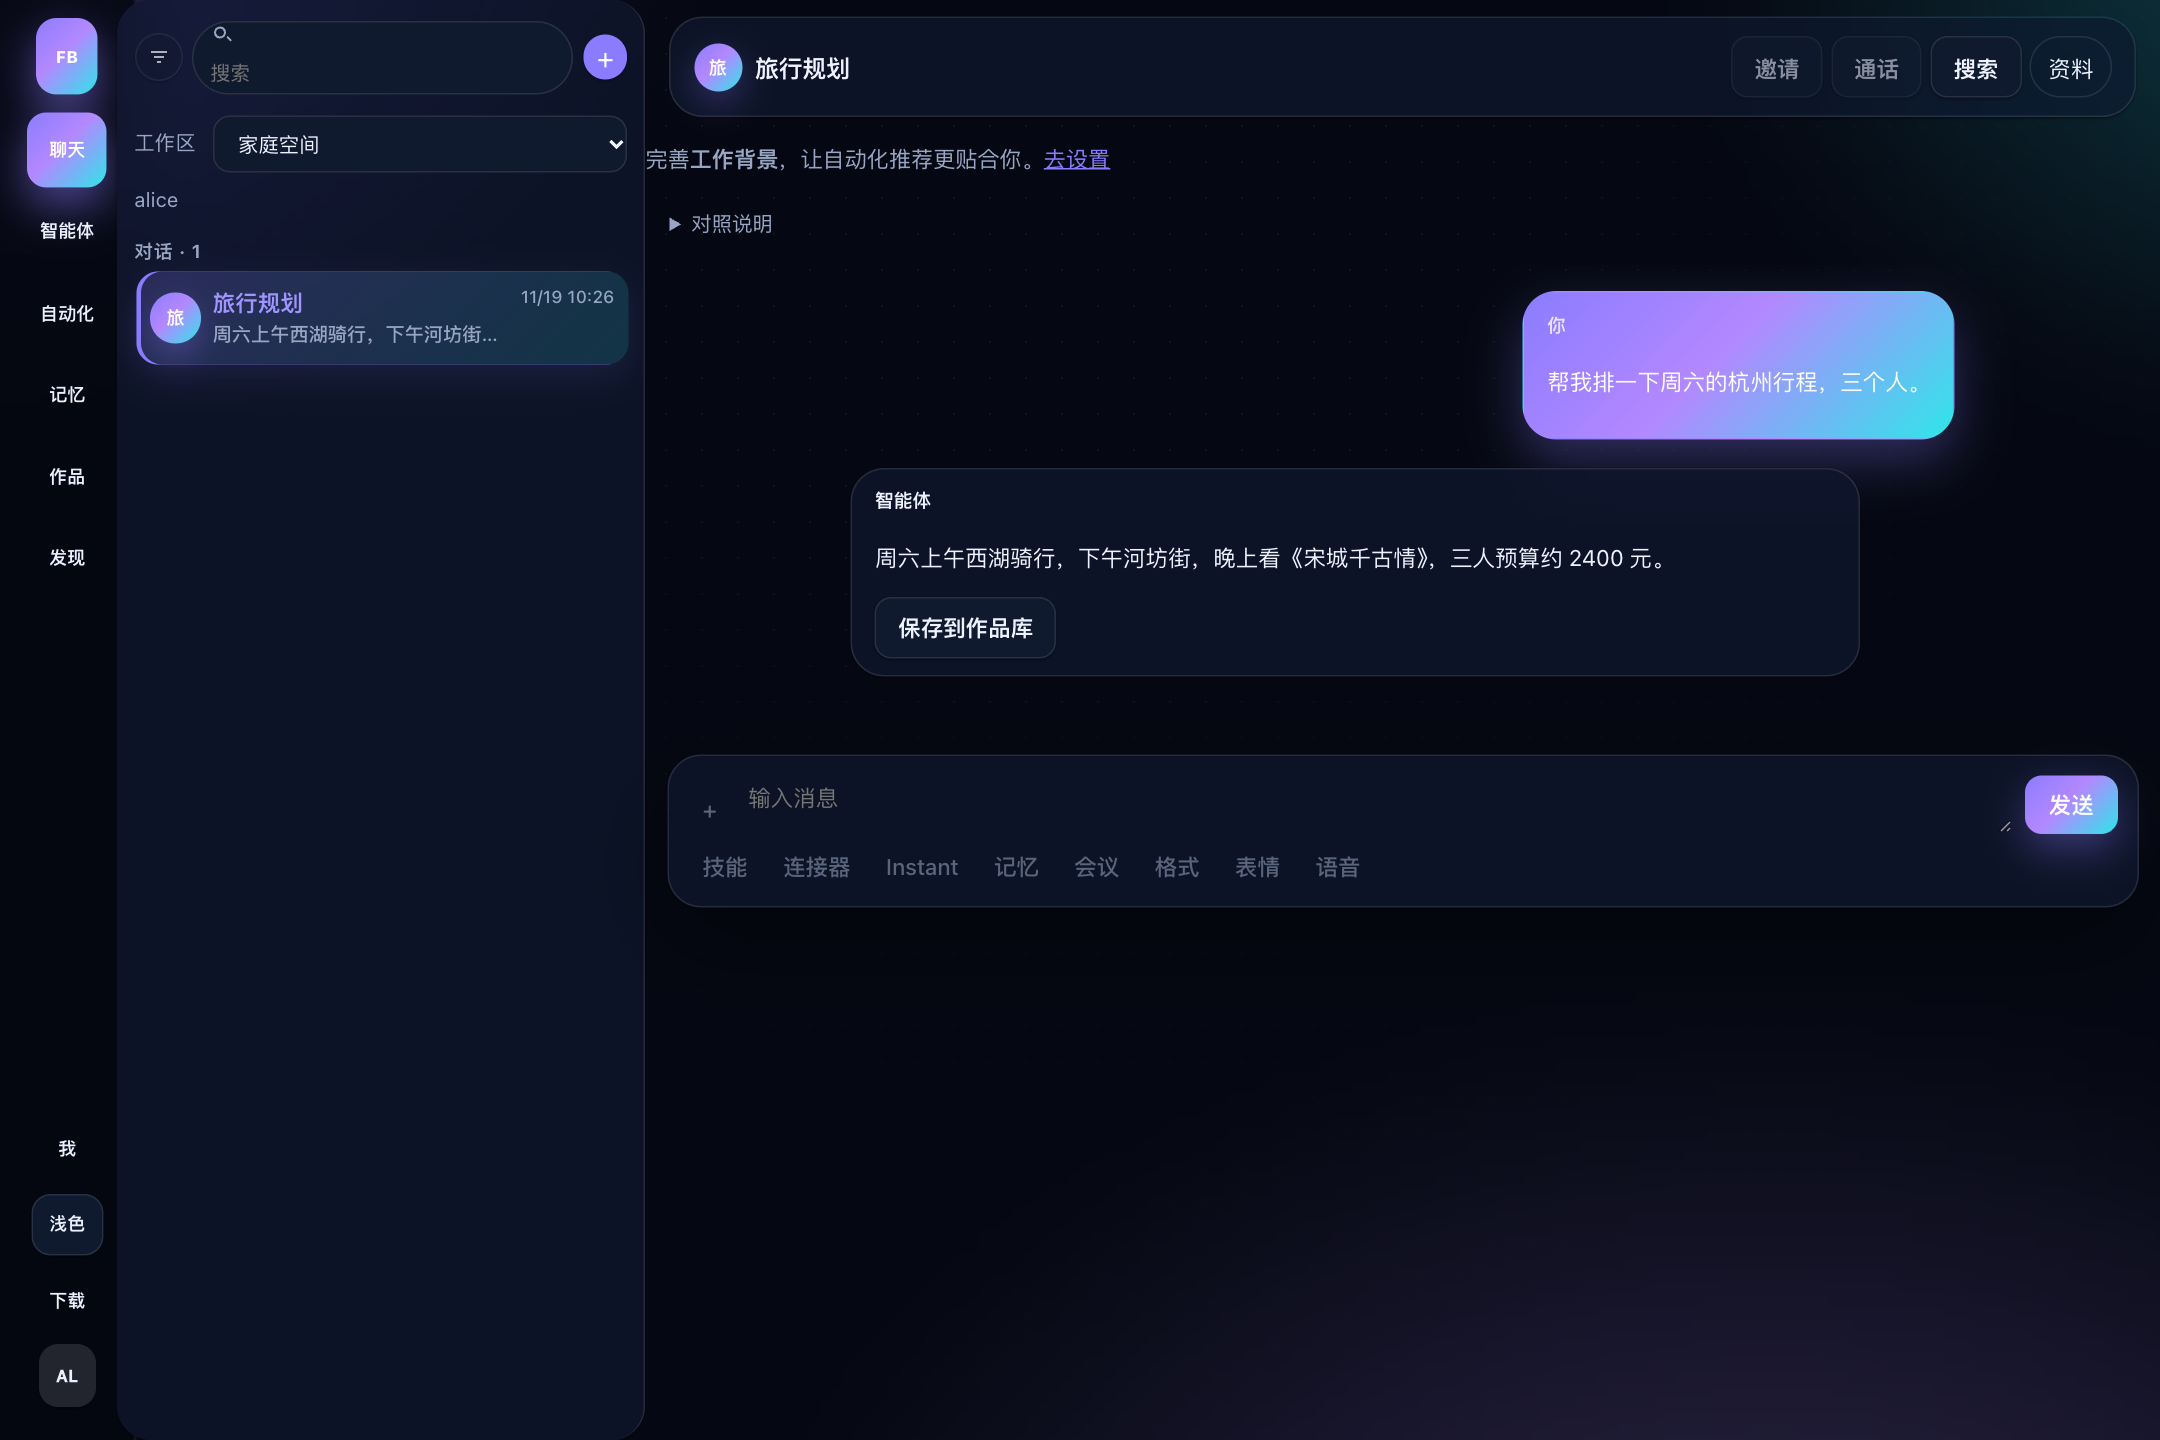 FB
聊天
智能体
自动化
记忆
作品
发现
我
浅色
下载
AL
搜索
+
工作区 家庭空间
alice
对话 · 1
旅 旅行规划 11/19 10:26
周六上午西湖骑行，下午河坊街...
旅 旅行规划 邀请 通话 搜索 资料
完善工作背景，让自动化推荐更贴合你。去设置
▶ 对照说明
你
帮我排一下周六的杭州行程，三个人。
智能体
周六上午西湖骑行，下午河坊街，晚上看《宋城千古情》，三人预算约 2400 元。
保存到作品库
+ 输入消息 发送
技能 连接器 Instant 记忆 会议 格式 表情 语音